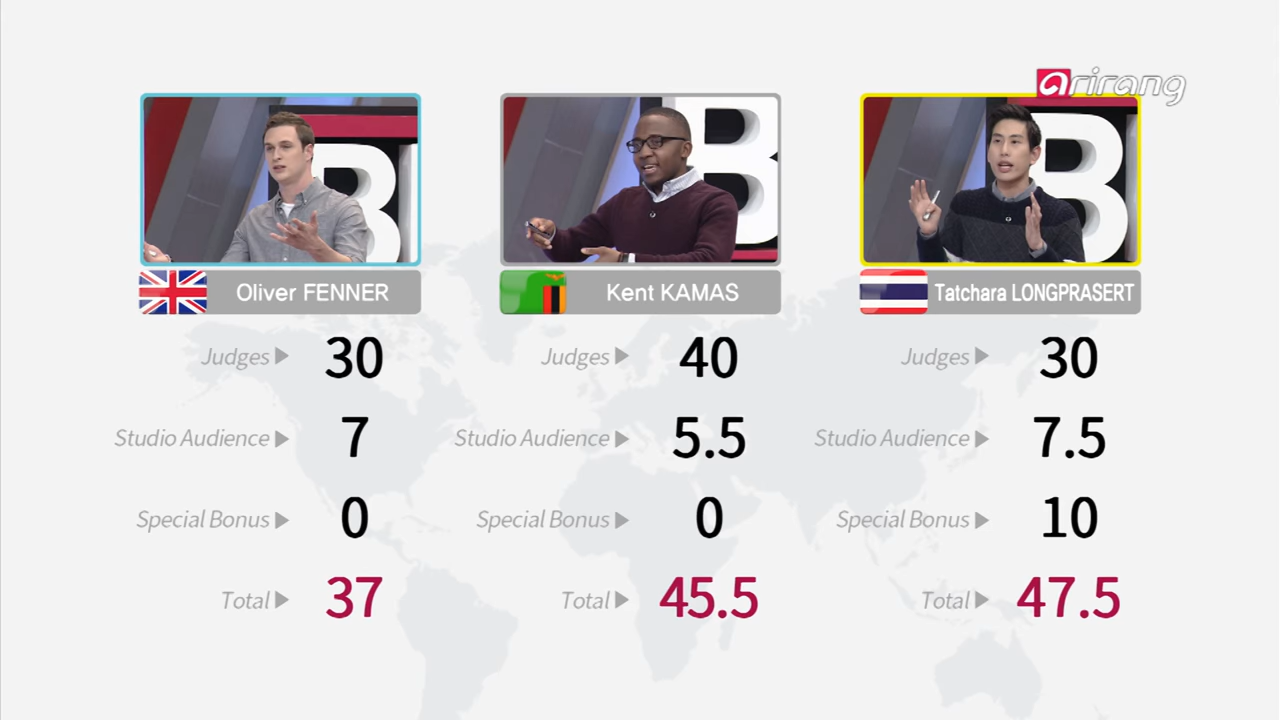 arirang
B
B
B
Oliver FENNER
Kent KAMAS
Tatchara LONGPRASERT
Judges 30
Judges 40
Judges 30
Studio Audience 7
Studio Audience 5.5
Studio Audience 7.5
Special Bonus 0
Special Bonus 0
Special Bonus 10
Total 37
Total 45.5
Total 47.5